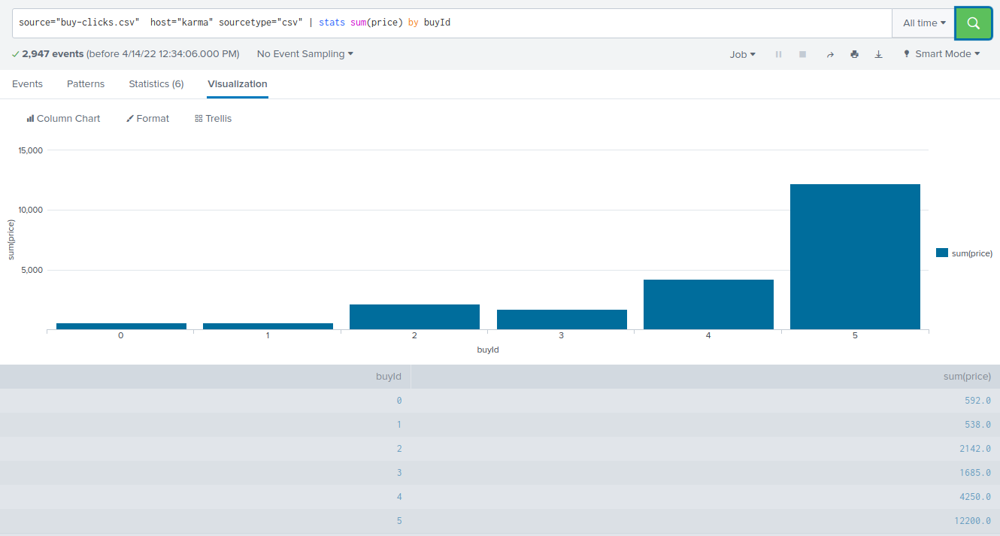 source="buy-clicks.csv"  host="karma" sourcetype="csv" | stats sum(price) by buyId
All time
2,947 events (before 4/14/22 12:34:06.000 PM)
No Event Sampling
Job
Smart Mode
Events
Patterns
Statistics (6)
Visualization
Column Chart
Format
Trellis
15,000
10,000
5,000
sum(price)
sum(price)
0 1 2 3 4 5
buyId
buyId sum(price)
0 592.0
1 538.0
2 2142.0
3 1685.0
4 4250.0
5 12200.0